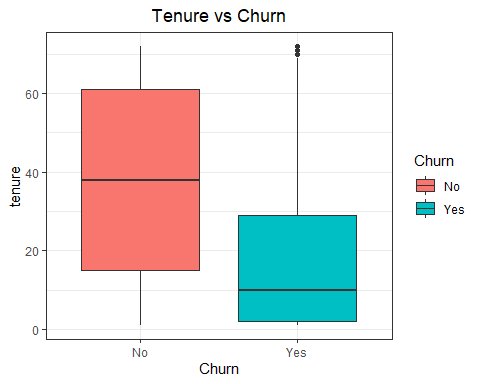 Tenure vs Churn
tenure
60
40
20
0
No
Yes
Churn
Churn
No
Yes